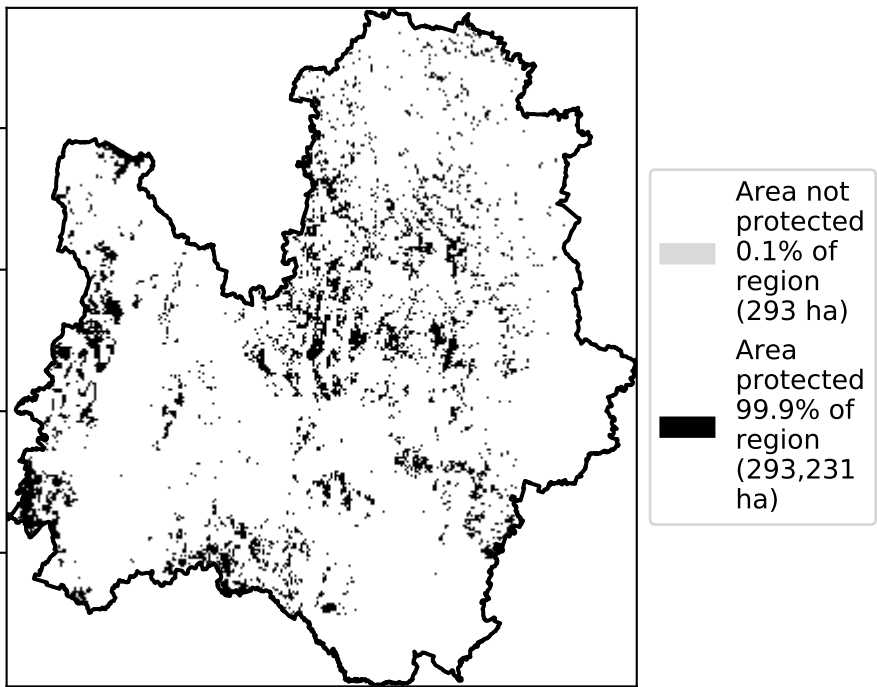 Area not
protected
0.1% of
region
(293 ha)
Area
protected
99.9% of
region
(293,231
ha)